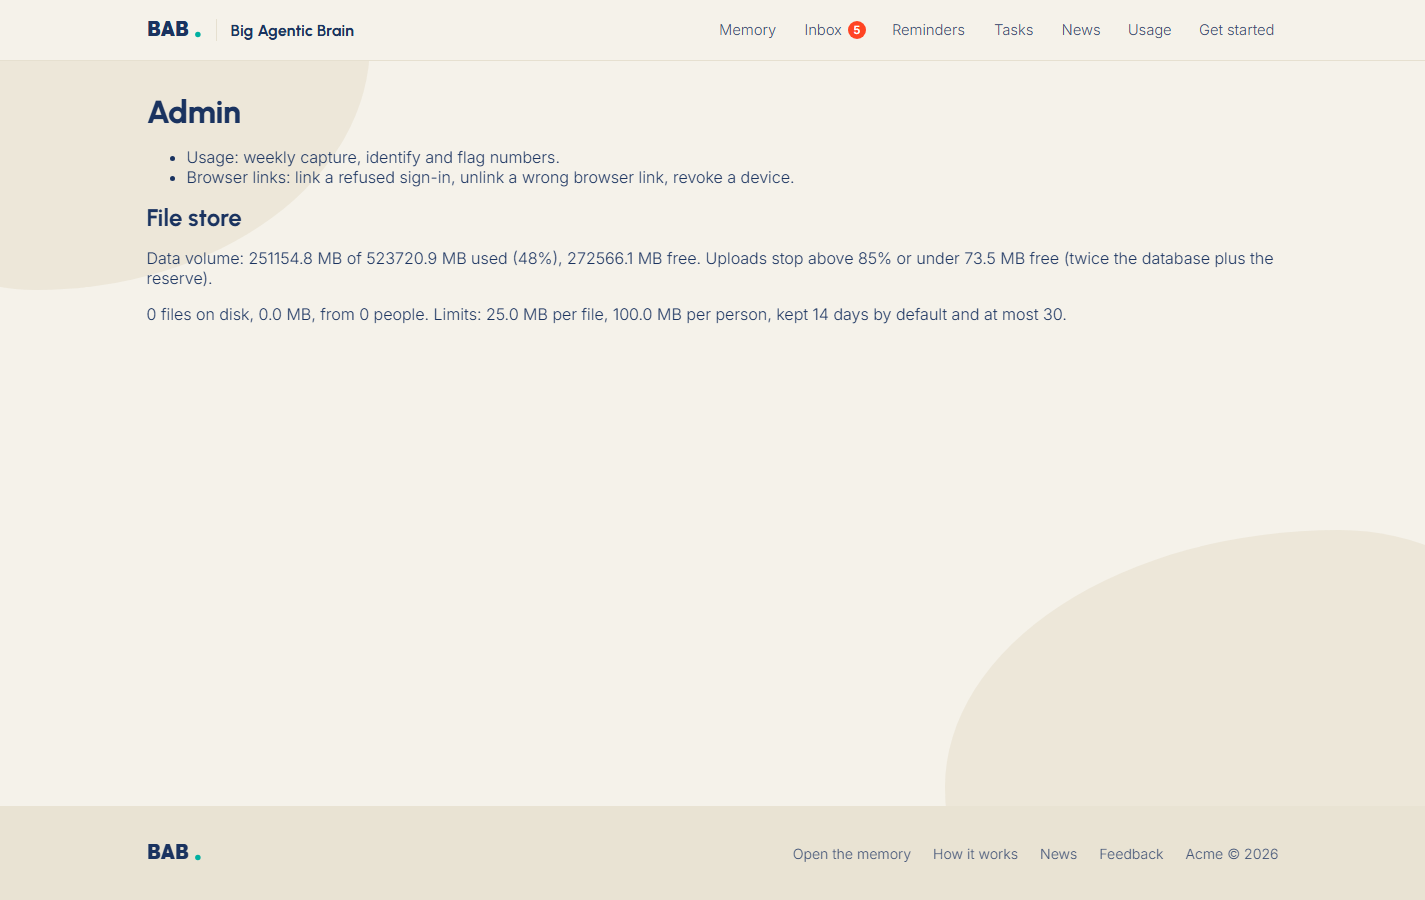 BAB.
Big Agentic Brain
Memory
Inbox 5
Reminders
Tasks
News
Usage
Get started
Admin
Usage: weekly capture, identify and flag numbers.
Browser links: link a refused sign-in, unlink a wrong browser link, revoke a device.
File store
Data volume: 251154.8 MB of 523720.9 MB used (48%), 272566.1 MB free. Uploads stop above 85% or under 73.5 MB free (twice the database plus the
reserve).
0 files on disk, 0.0 MB, from 0 people. Limits: 25.0 MB per file, 100.0 MB per person, kept 14 days by default and at most 30.
BAB.
Open the memory
How it works
News
Feedback
Acme © 2026